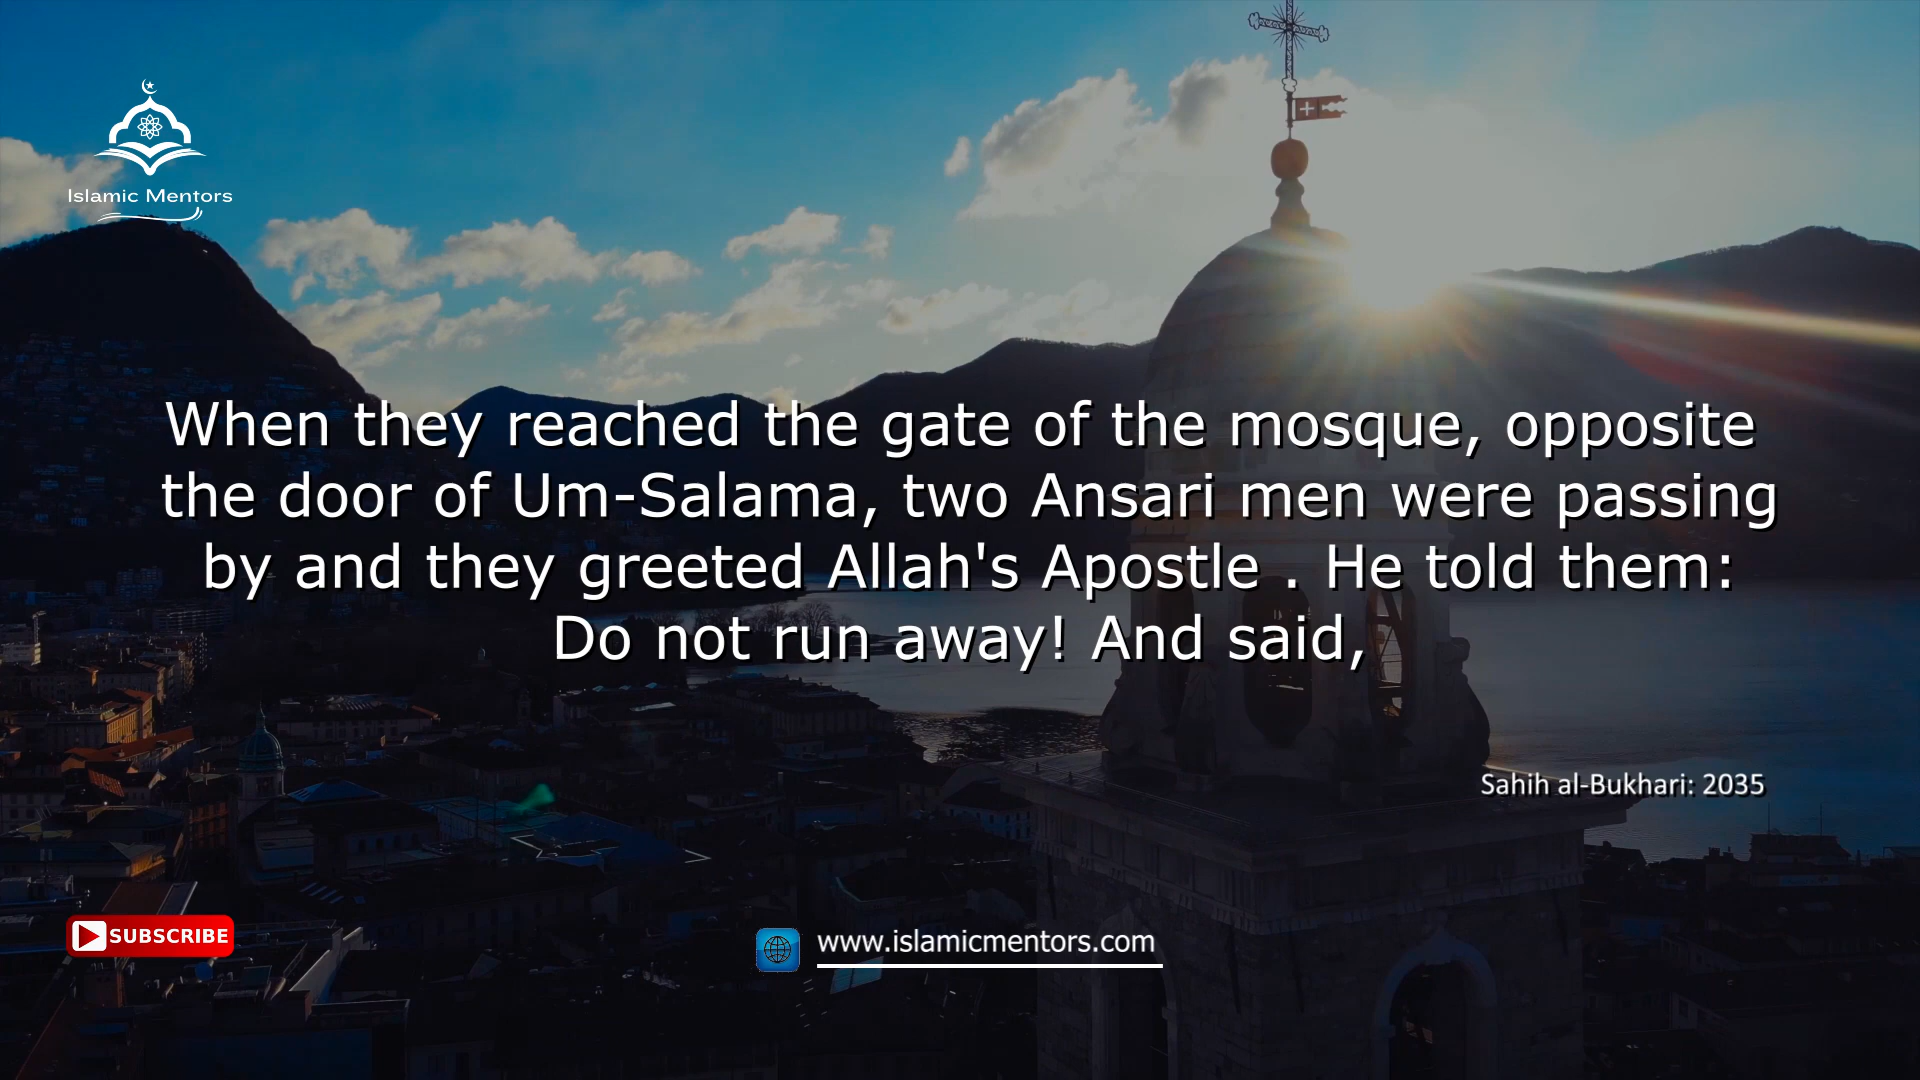 Islamic Mentors
When they reached the gate of the mosque, opposite
the door of Um-Salama, two Ansari men were passing
by and they greeted Allah's Apostle . He told them:
Do not run away! And said,
Sahih al-Bukhari: 2035
SUBSCRIBE
www.islamicmentors.com